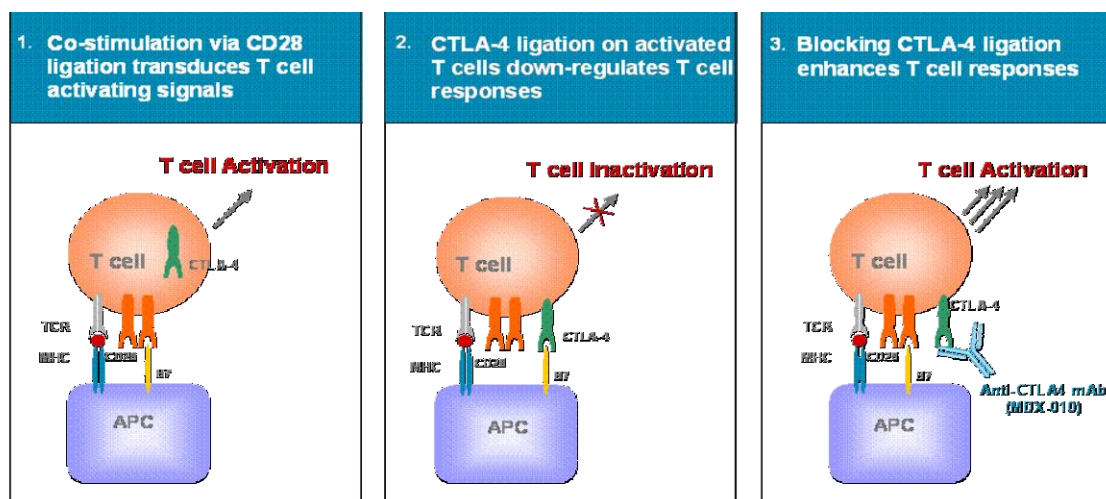 1. Co-stimulation via CD28
ligation transduces T cell
activating signals
T cell Activation
T cell
CTLA-4
TCR
MHC
CD28
B7
APC
2. CTLA-4 ligation on activated
T cells down-regulates T cell
responses
T cell Inactivation
T cell
CTLA-4
TCR
MHC
CD28
B7
APC
3. Blocking CTLA-4 ligation
enhances T cell responses
T cell Activation
T cell
CTLA-4
TCR
MHC
CD28
B7
Anti-CTLA4 mAb
(MDX-010)
APC